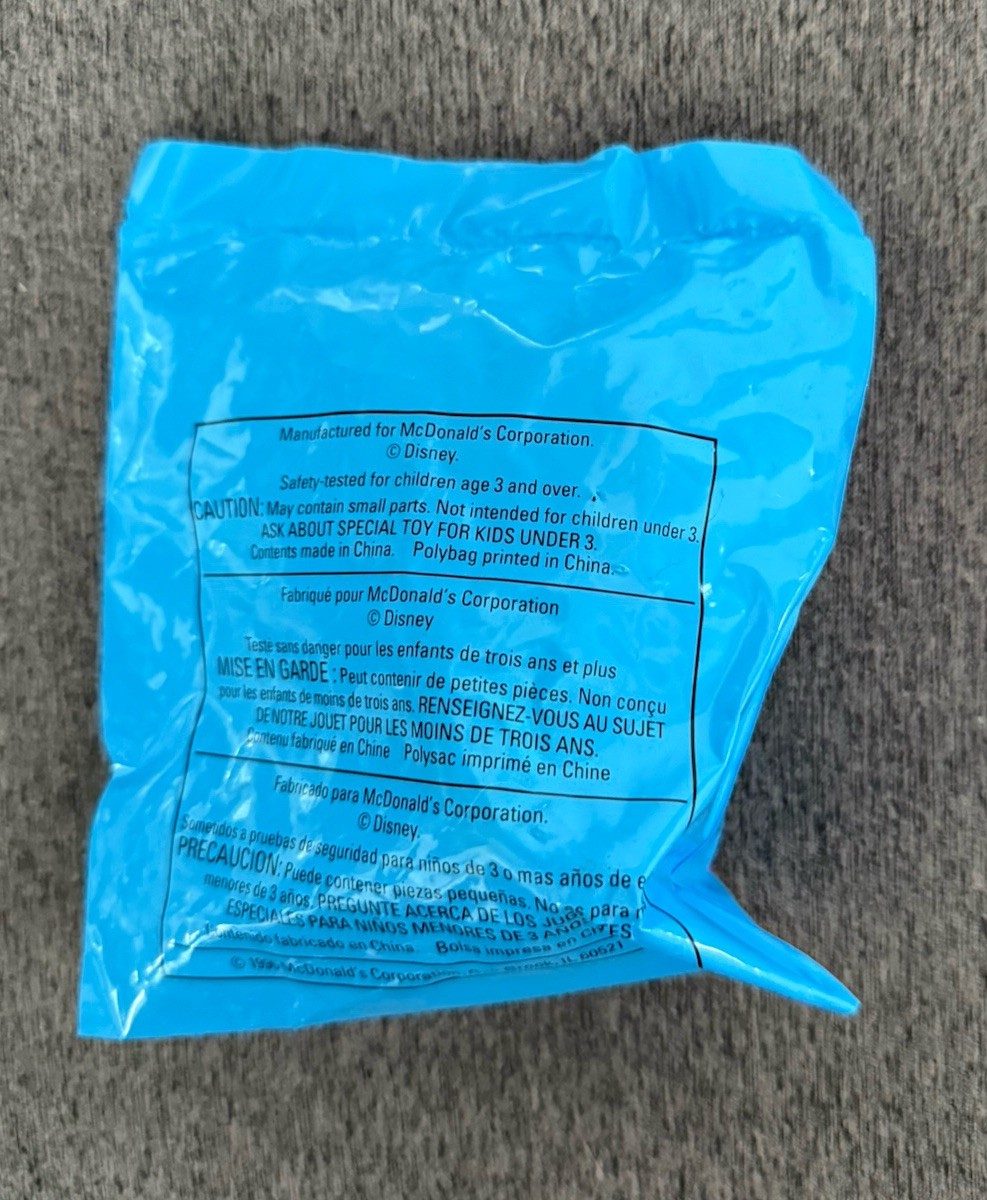 Manufactured for McDonald's Corporation.
© Disney.
Safety-tested for children age 3 and over.
CAUTION: May contain small parts. Not intended for children under 3.
ASK ABOUT SPECIAL TOY FOR KIDS UNDER 3.
Contents made in China. Polybag printed in China.
Fabriqué pour McDonald's Corporation
© Disney
Testé sans danger pour les enfants de trois ans et plus
MISE EN GARDE : Peut contenir de petites pièces. Non conçu
pour les enfants de moins de trois ans. RENSEIGNEZ-VOUS AU SUJET
DE NOTRE JOUET POUR LES MOINS DE TROIS ANS.
Contenu fabriqué en Chine Polysac imprimé en Chine
Fabricado para McDonald's Corporation.
© Disney.
Sometidos a pruebas de seguridad para niños de 3 o mas años de e
PRECAUCION: Puede contener piezas pequeñas. No es para
menores de 3 años. PREGUNTE ACERCA DE LOS
ESPECIALES PARA NIÑOS MENORES DE 3 AÑOS
Contenido fabricado en China. Bolsa impresa en
© McDonald's Corporation IL 60521